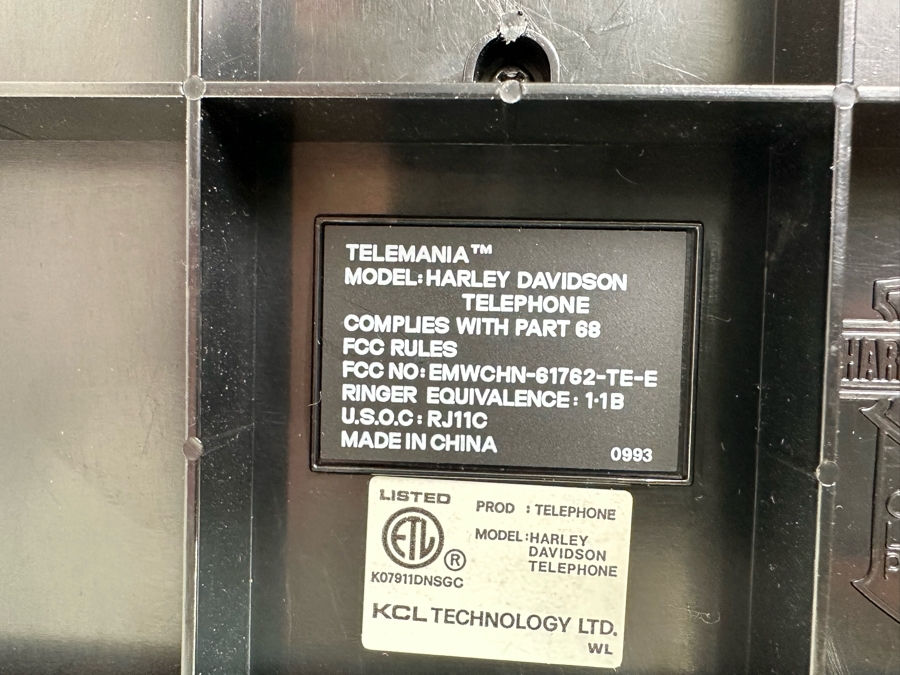 TELEMANIA™
MODEL:HARLEY DAVIDSON
TELEPHONE
COMPLIES WITH PART 68
FCC RULES
FCC NO:EMWCHN-61762-TE-E
RINGER EQUIVALENCE: 1·1B
U.S.O.C: RJ11C
MADE IN CHINA
0993
LISTED
ETL ®
K07911DNSGC
PROD : TELEPHONE
MODEL:HARLEY
DAVIDSON
TELEPHONE
KCL TECHNOLOGY LTD.
WL